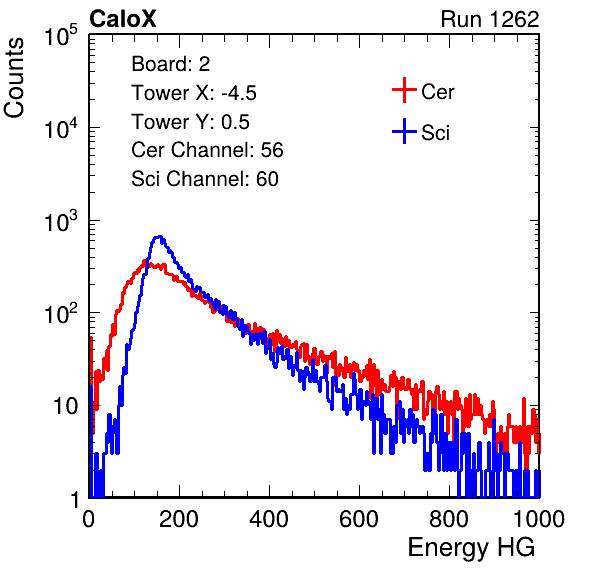 CaloX Run 1262
Counts
10^5
10^4
10^3
10^2
10
1
Board: 2
Tower X: -4.5
Tower Y: 0.5
Cer Channel: 56
Sci Channel: 60
Cer
Sci
0 200 400 600 800 1000
Energy HG